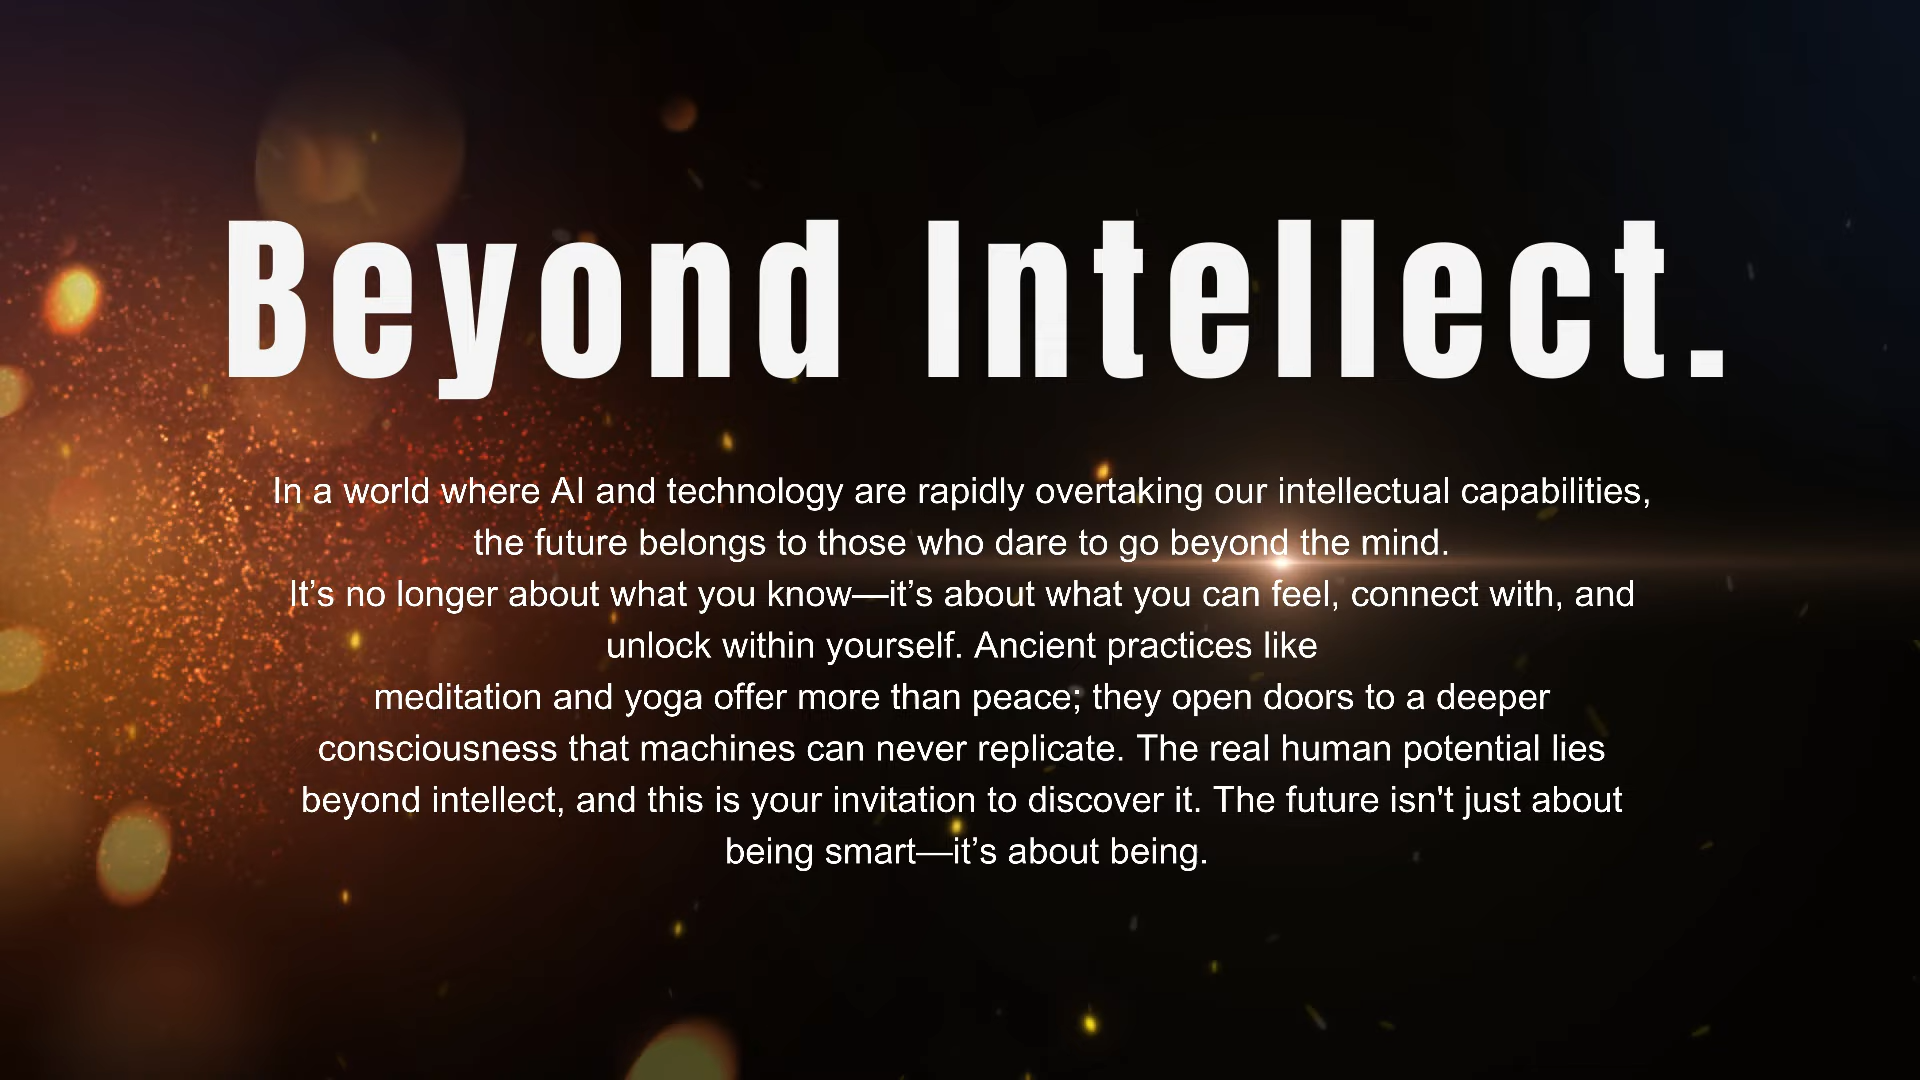 Beyond Intellect.
In a world where AI and technology are rapidly overtaking our intellectual capabilities,
the future belongs to those who dare to go beyond the mind.
It’s no longer about what you know—it’s about what you can feel, connect with, and
unlock within yourself. Ancient practices like
meditation and yoga offer more than peace; they open doors to a deeper
consciousness that machines can never replicate. The real human potential lies
beyond intellect, and this is your invitation to discover it. The future isn't just about
being smart—it’s about being.